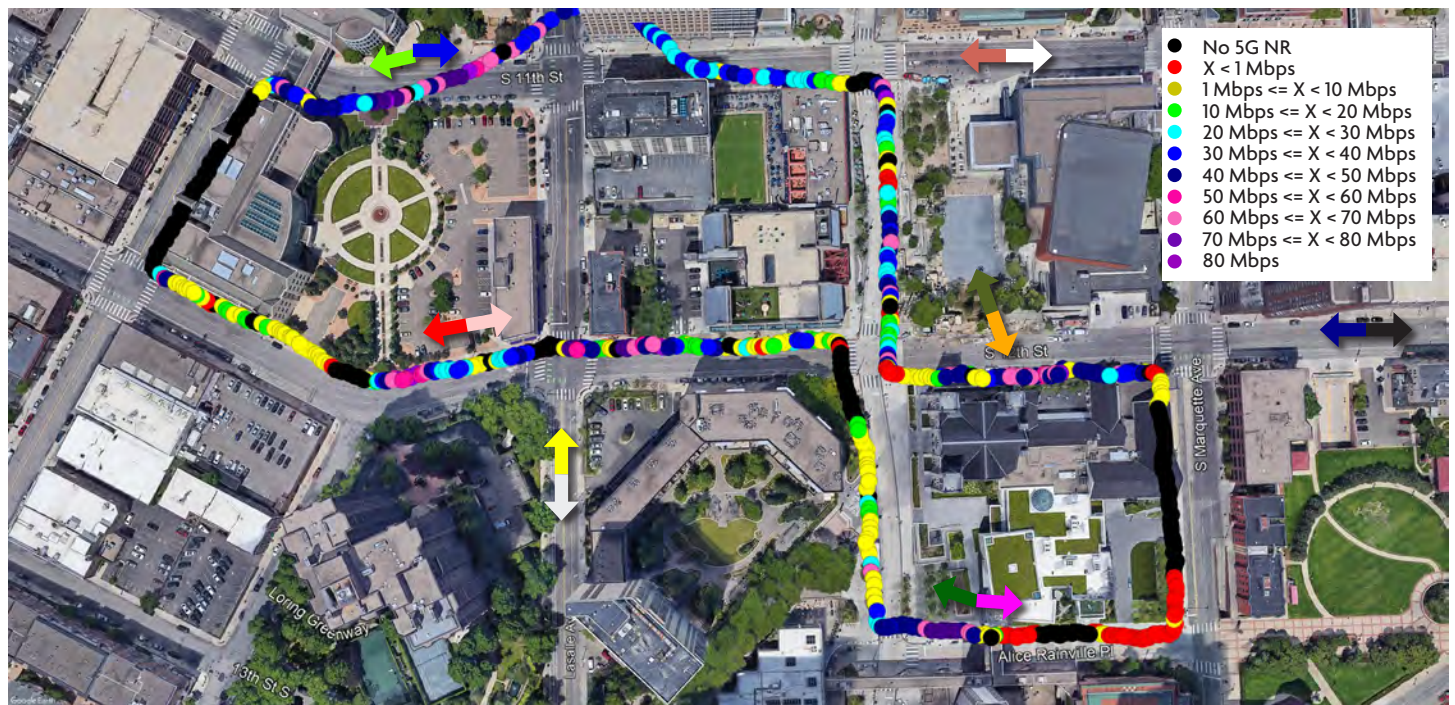 S 11th St
No 5G NR
X < 1 Mbps
1 Mbps <= X < 10 Mbps
10 Mbps <= X < 20 Mbps
20 Mbps <= X < 30 Mbps
30 Mbps <= X < 40 Mbps
40 Mbps <= X < 50 Mbps
50 Mbps <= X < 60 Mbps
60 Mbps <= X < 70 Mbps
70 Mbps <= X < 80 Mbps
80 Mbps
S Marquette Ave
Loring Greenway
Alice Rainville Pl
13th St S
Google Earth